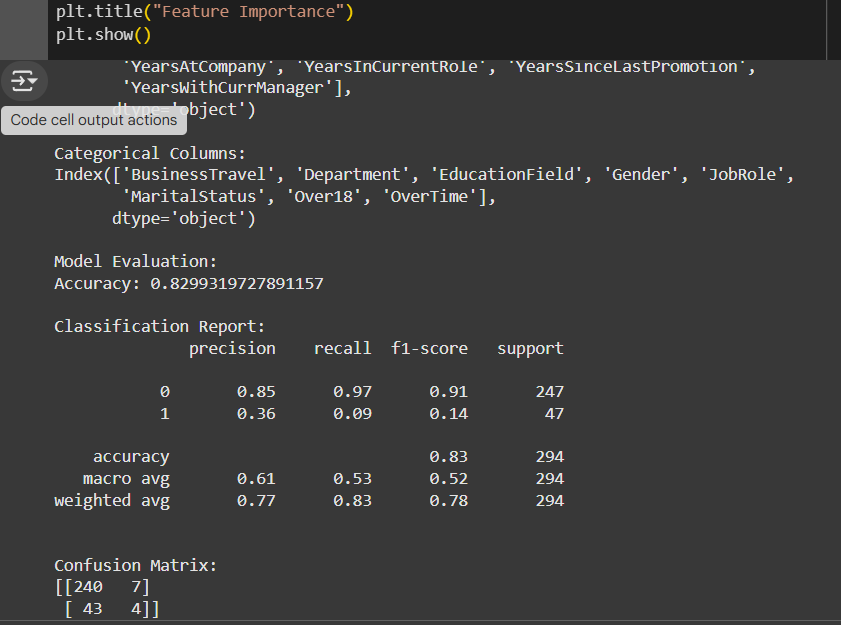 plt.title("Feature Importance")
plt.show()
'YearsAtCompany', 'YearsInCurrentRole', 'YearsSinceLastPromotion',
'YearsWithCurrManager'],
dtype='object')
Code cell output actions
Categorical Columns:
Index(['BusinessTravel', 'Department', 'EducationField', 'Gender', 'JobRole',
'MaritalStatus', 'Over18', 'OverTime'],
dtype='object')
Model Evaluation:
Accuracy: 0.8299319727891157
Classification Report:
precision recall f1-score support
0 0.85 0.97 0.91 247
1 0.36 0.09 0.14 47
accuracy 0.83 294
macro avg 0.61 0.53 0.52 294
weighted avg 0.77 0.83 0.78 294
Confusion Matrix:
[[240 7]
[ 43 4]]